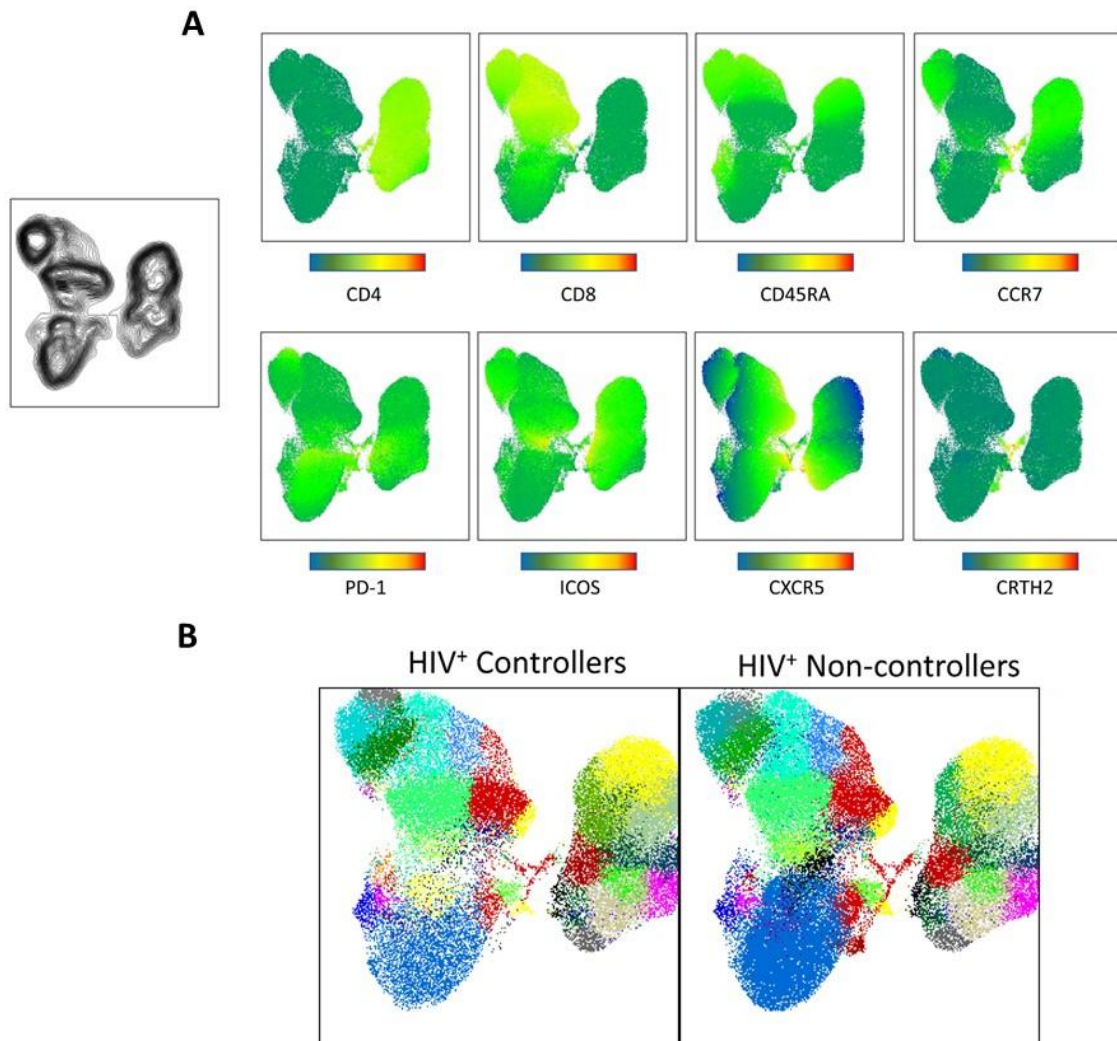 A
CD4 CD8 CD45RA CCR7
PD-1 ICOS CXCR5 CRTH2
B
HIV⁺ Controllers HIV⁺ Non-controllers